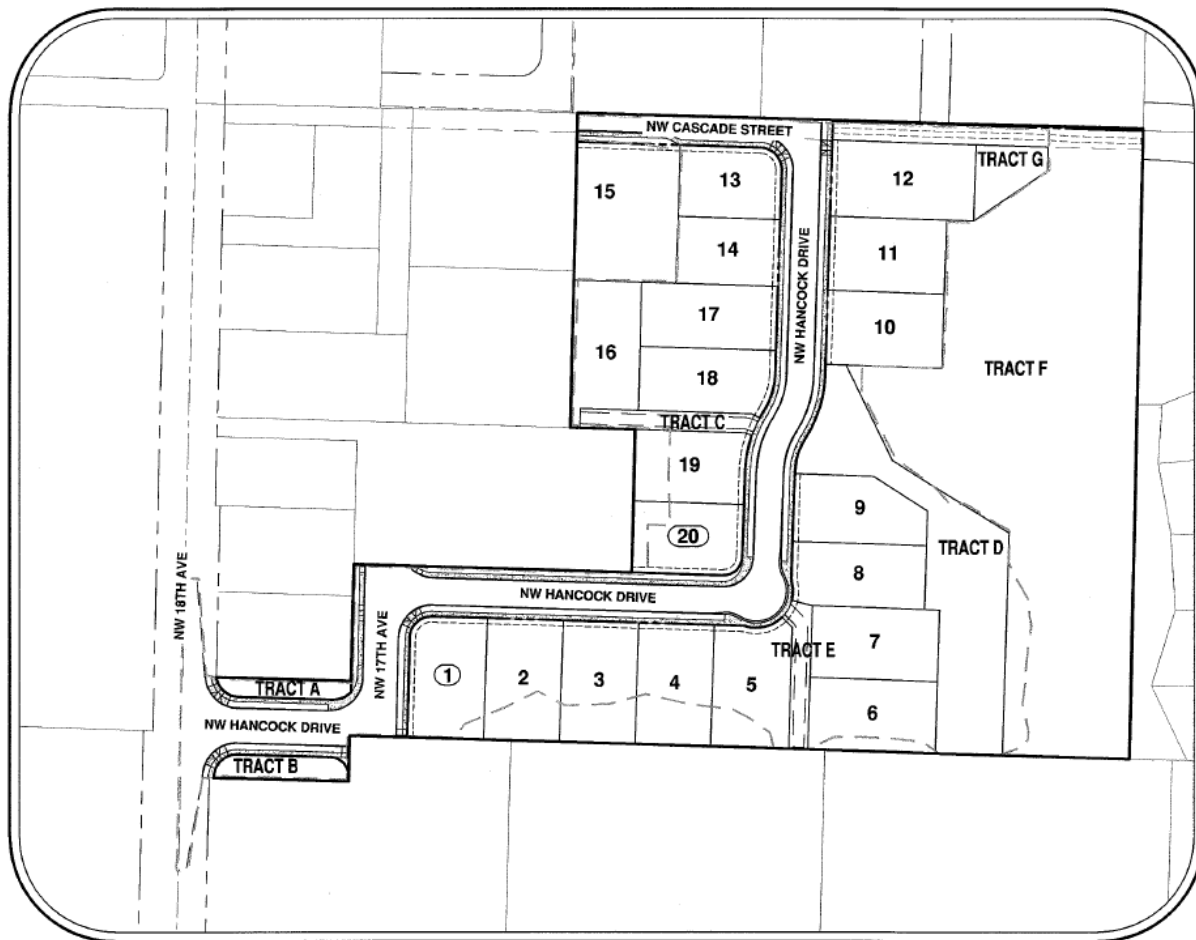 NW CASCADE STREET
15
13
12
TRACT G
14
11
NW HANCOCK DRIVE
17
10
16
18
TRACT F
TRACT C
19
9
20
8
TRACT D
NW 18TH AVE
NW HANCOCK DRIVE
NW 17TH AVE
7
TRACT E
1
2
3
4
5
6
TRACT A
NW HANCOCK DRIVE
TRACT B